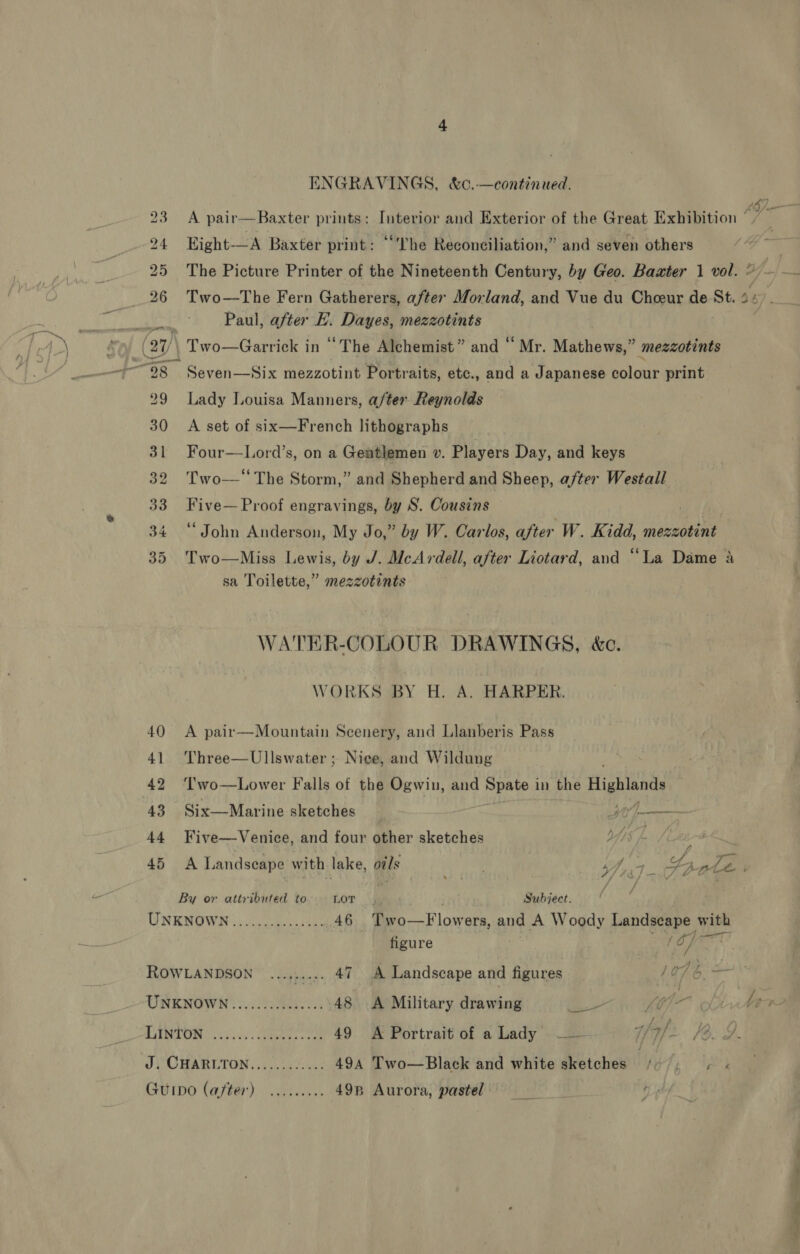 4
ENGRAVINGS, &c.—continued.
23 A pair—Baxter prints: Interior and Exterior of the Great Exhibition
24 Eight—A Baxter print: “The Reconciliation,” and seven others
25 The Picture Printer of the Nineteenth Century, by Geo. Baxter 1 vol.
26 Two—The Fern Gatherers, after Morland, and Vue du Chœur de St.
Paul, after E. Dayes, mezzotints
27 Two—Garrick in “The Alchemist” and “Mr. Mathews,” mezzotints
28 Seven—Six mezzotint Portraits, etc., and a Japanese colour print
29 Lady Louisa Manners, after Reynolds
30 A set of six—French lithographs
31 Four—Lord’s, on a Gentlemen v. Players Day, and keys
32 Two—“The Storm,” and Shepherd and Sheep, after Westall
33 Five—Proof engravings, by S. Cousins
34 “John Anderson, My Jo,” by W. Carlos, after W. Kidd, mezzotint
35 Two—Miss Lewis, by J. McArdell, after Liotard, and “La Dame à
sa Toilette,” mezzotints
WATER-COLOUR DRAWINGS, &c.
WORKS BY H. A. HARPER.
40 A pair—Mountain Scenery, and Llanberis Pass
41 Three—Ullswater; Nice, and Wildung
42 Two—Lower Falls of the Ogwin, and Spate in the Highlands
43 Six—Marine sketches
44 Five—Venice, and four other sketches
45 A Landscape with lake, oils
By or attributed to LOT Subject.
UNKNOWN ............... 46 Two—Flowers, and A Woody Landscape with
figure
ROWLANDSON ......... 47 A Landscape and figures
UNKNOWN ............... 48 A Military drawing
LINTON .................. 49 A Portrait of a Lady
J. CHARLTON............ 49A Two—Black and white sketches
GUIDO (after) ......... 49B Aurora, pastel